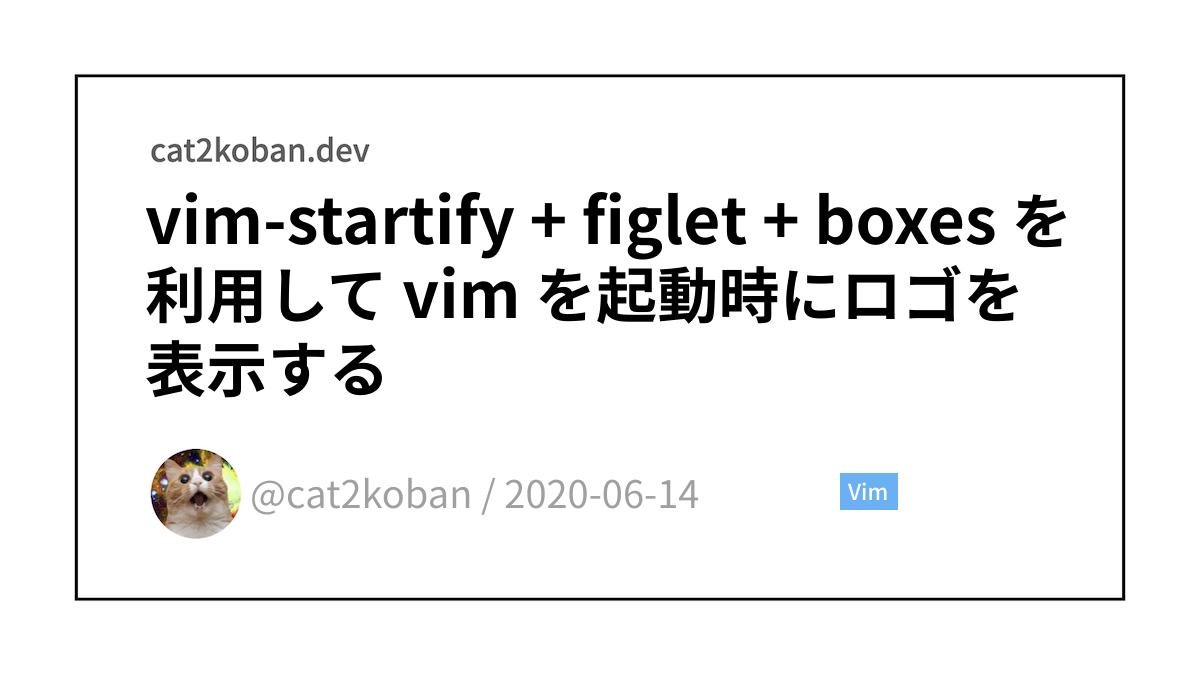 cat2koban.dev
vim-startify + figlet + boxes を
利用して vim を起動時にロゴを
表示する
@cat2koban / 2020-06-14
Vim